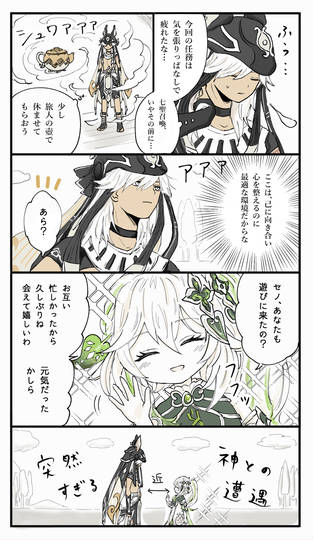 ふぅ…
今回の任務は
気を張りっぱなしで
疲れたな…
七聖召喚、
いやその前に…
少し
旅人の壺で
休ませて
もらおう
シュワァァァ
ここは、己に向き合い
心を整えるのに
最適な環境だからな
アァァ
あら？
セノ、あなたも
遊びに来たの？
お互い
忙しかったから
久しぶりね
会えて嬉しいわ
元気だった
かしら
神との
遭遇
近
突然
すぎる